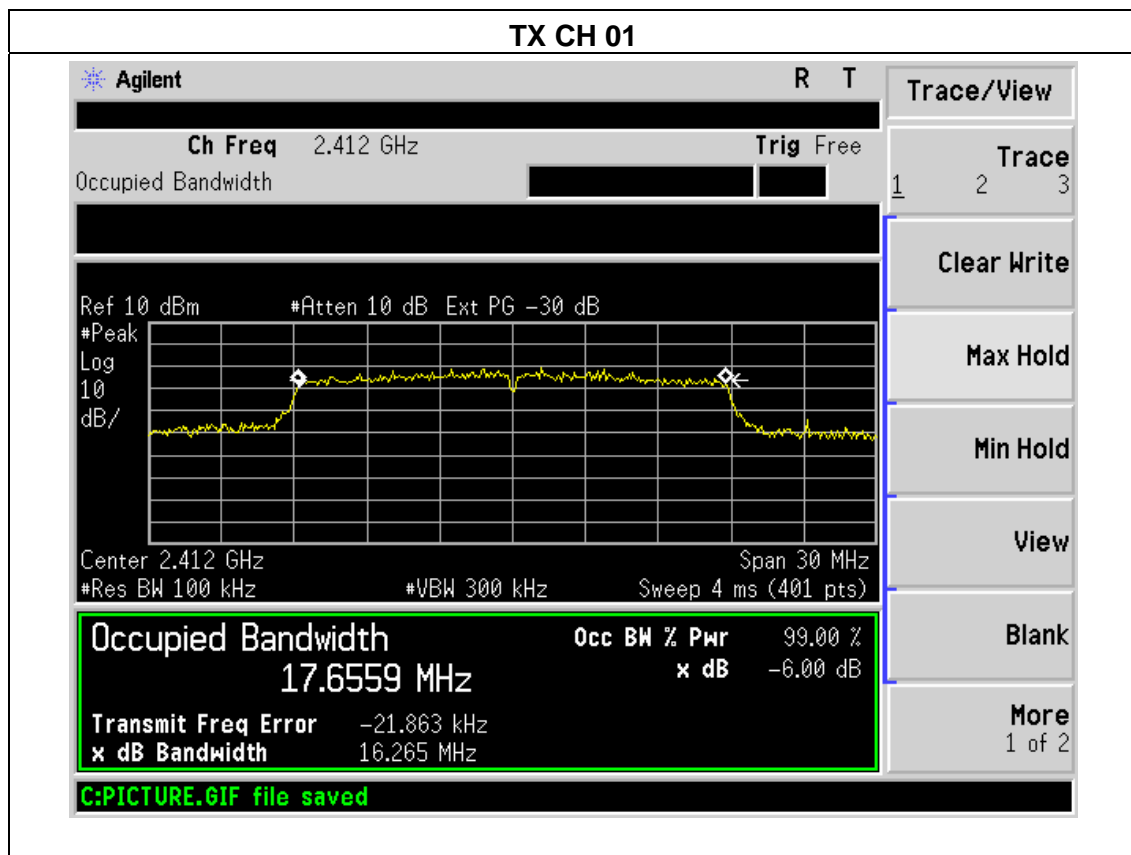 TX CH 01
Agilent R T
Ch Freq 2.412 GHz Trig Free
Occupied Bandwidth
Ref 10 dBm #Atten 10 dB Ext PG -30 dB
#Peak
Log
10
dB/
Center 2.412 GHz Span 30 MHz
#Res BW 100 kHz #VBW 300 kHz Sweep 4 ms (401 pts)
Occupied Bandwidth Occ BW % Pwr 99.00 %
17.6559 MHz x dB -6.00 dB
Transmit Freq Error -21.863 kHz
x dB Bandwidth 16.265 MHz
C:PICTURE.GIF file saved
Trace/View
Trace
1 2 3
Clear Write
Max Hold
Min Hold
View
Blank
More
1 of 2